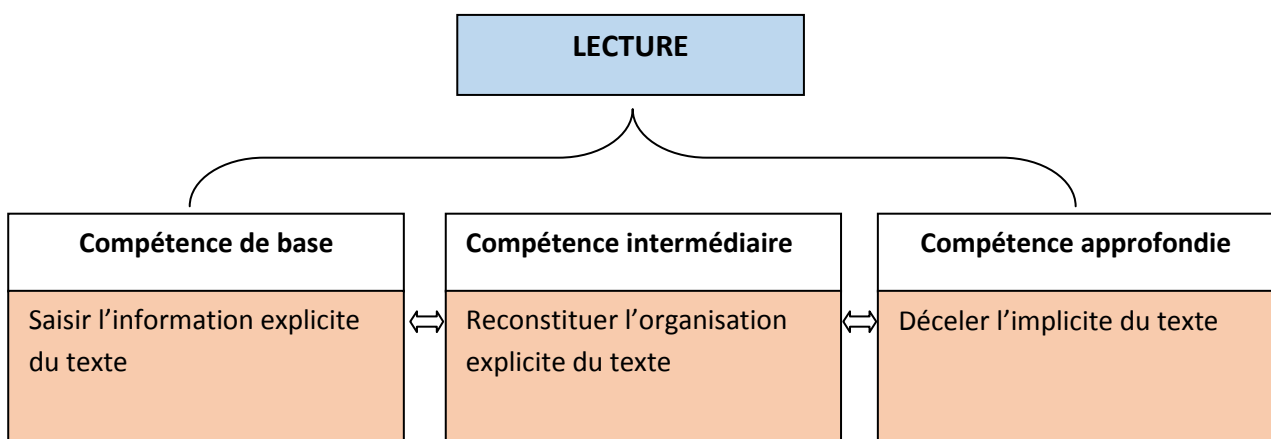 LECTURE
Compétence de base
Saisir l’information explicite
du texte
Compétence intermédiaire
Reconstituer l’organisation
explicite du texte
Compétence approfondie
Déceler l’implicite du texte